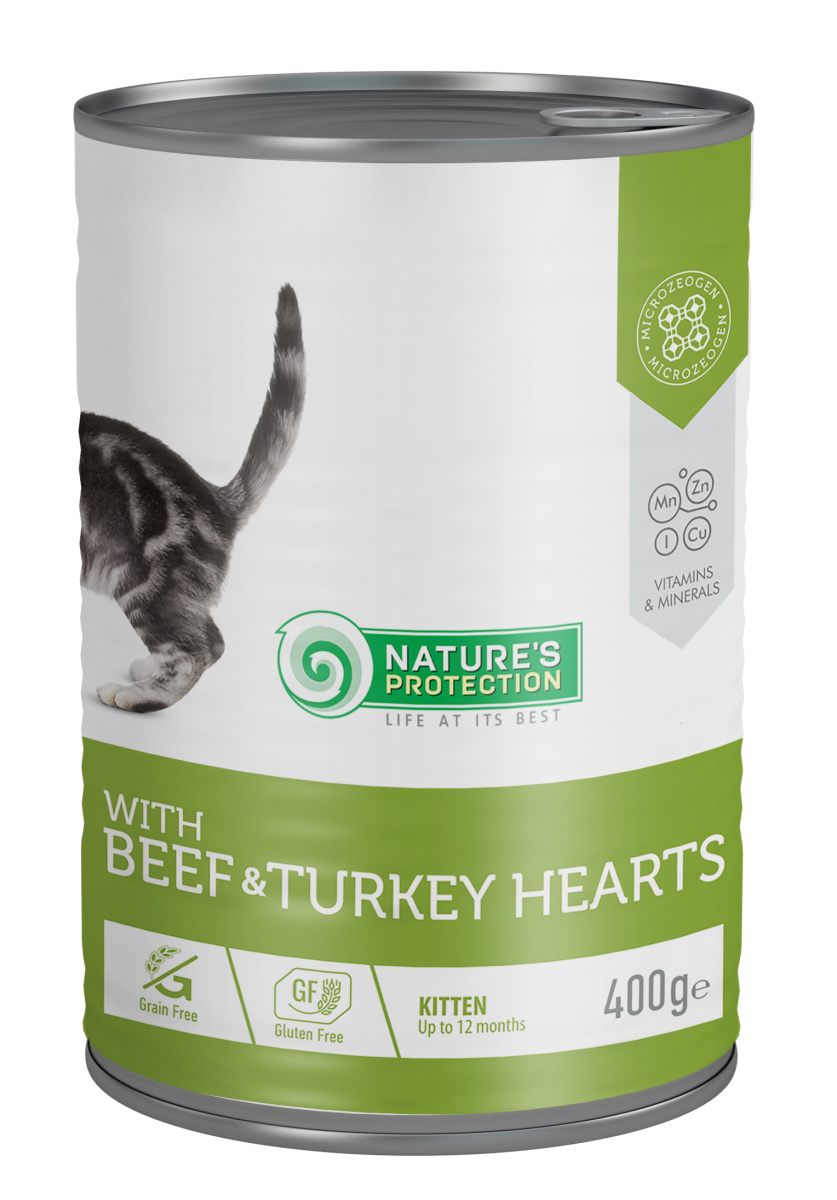 • MICROZEOGEN •
MICROZEOGEN
Mn
Zn
I
Cu
VITAMINS
& MINERALS
NATURE'S
PROTECTION
LIFE AT ITS BEST
WITH
BEEF & TURKEY HEARTS
G
Grain Free
GF
Gluten Free
KITTEN
Up to 12 months
400g℮